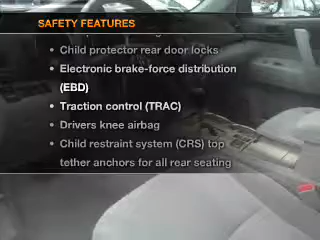 SAFETY FEATURES
• Child protector rear door locks
• Electronic brake-force distribution
(EBD)
• Traction control (TRAC)
• Drivers knee airbag
• Child restraint system (CRS) top
tether anchors for all rear seating